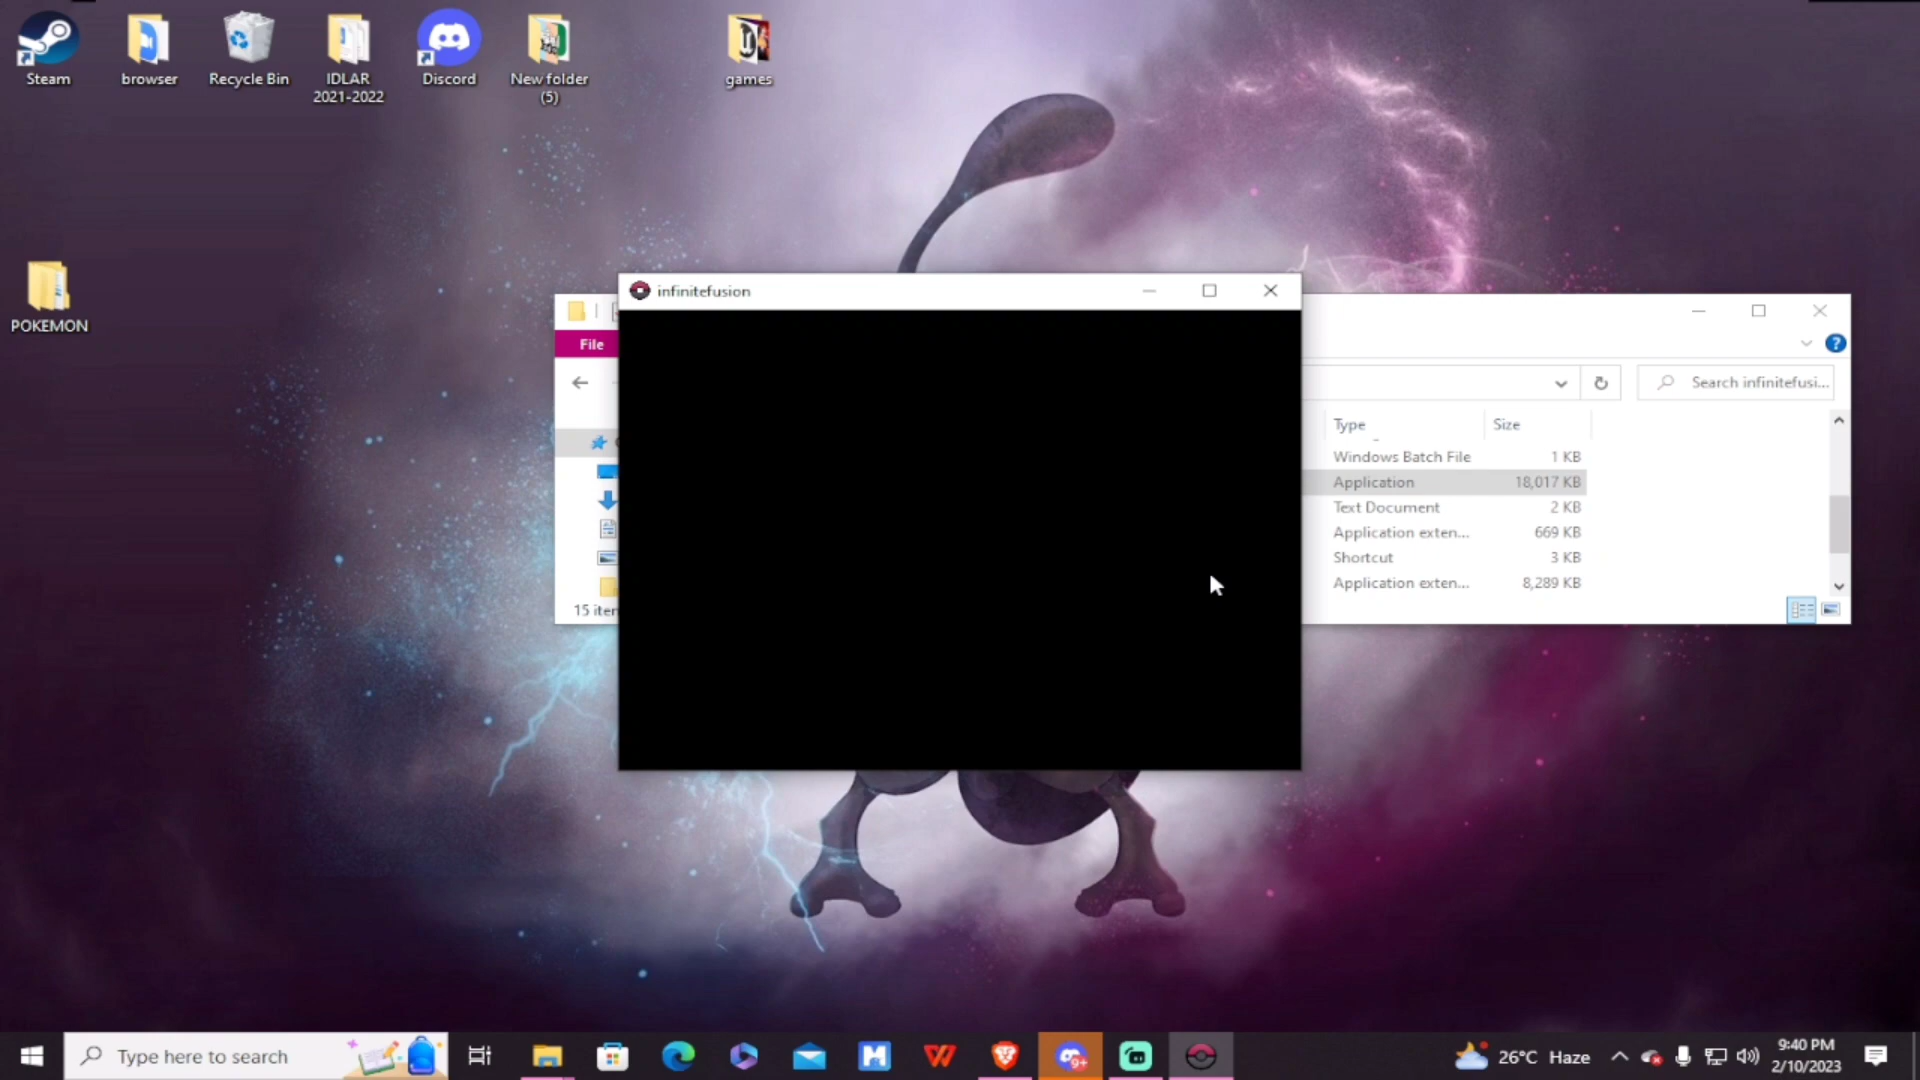 Steam
browser
Recycle Bin
IDLAR
2021-2022
Discord
New folder
(5)
games
POKEMON
infinitefusion
File
Search infinitefusi...
Type
Size
Windows Batch File
1 KB
Application
18,017 KB
Text Document
2 KB
Application exten...
669 KB
Shortcut
3 KB
Application exten...
8,289 KB
15 iter
Type here to search
9+
26°C Haze
9:40 PM
2/10/2023